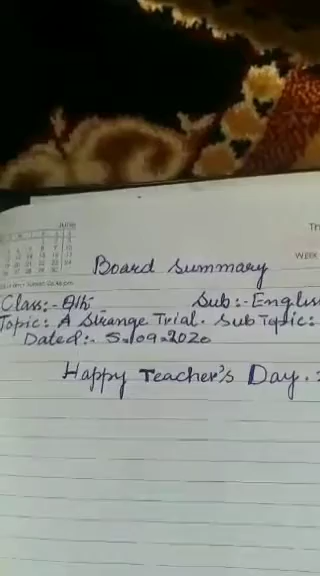 Board Summary
Class:- 8th Sub:- English
Topic: A Strange Trial. Sub Topic:
Dated:- 5.09.2020
Happy Teacher's Day.